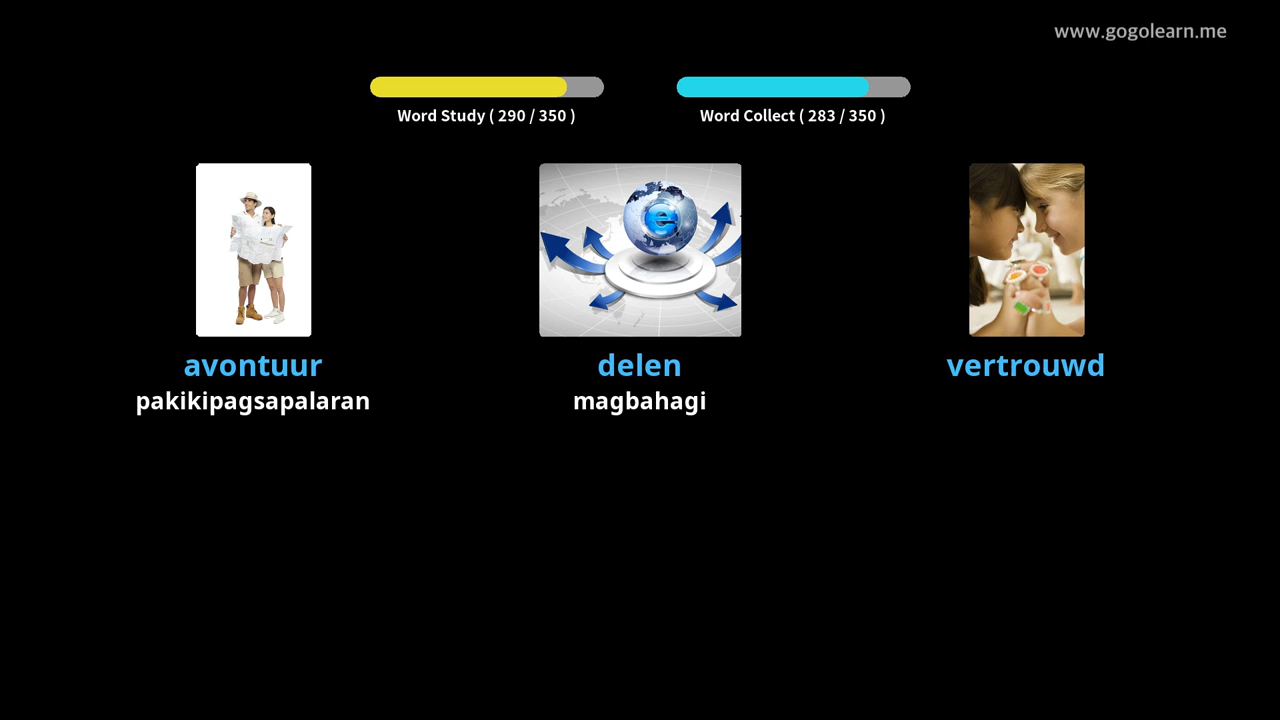 www.gogolearn.me
Word Study ( 290 / 350 )
Word Collect ( 283 / 350 )
e
avontuur
delen
vertrouwd
pakikipagsapalaran
magbahagi